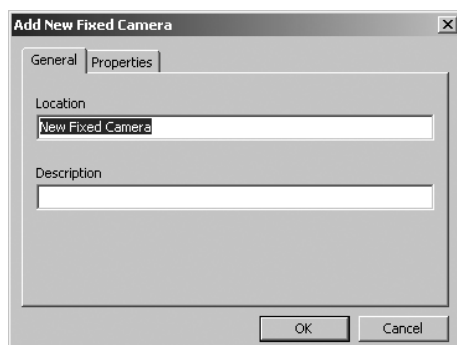 Add New Fixed Camera
General Properties
Location
New Fixed Camera
Description
OK Cancel